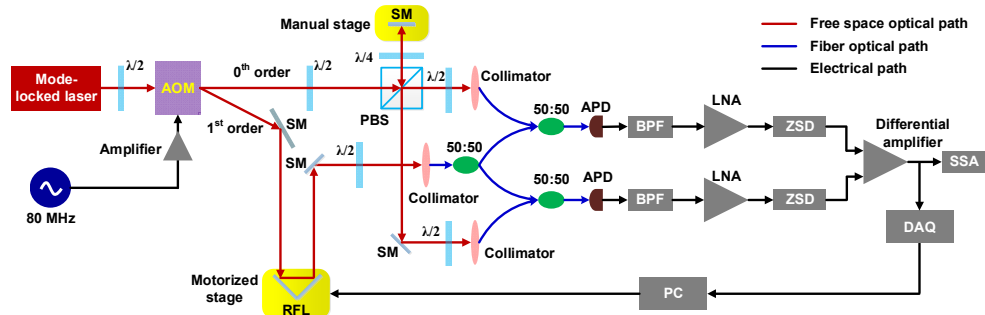 SM
Manual stage
λ/4
Free space optical path
Fiber optical path
Electrical path
Mode-
locked laser
λ/2
AOM
0th order
λ/2
PBS
λ/2
Collimator
1st order
SM
Amplifier
80 MHz
SM
λ/2
Collimator
50:50
50:50
APD
BPF
LNA
ZSD
Differential
amplifier
SSA
50:50
APD
BPF
LNA
ZSD
DAQ
SM
λ/2
Collimator
Motorized
stage
RFL
PC